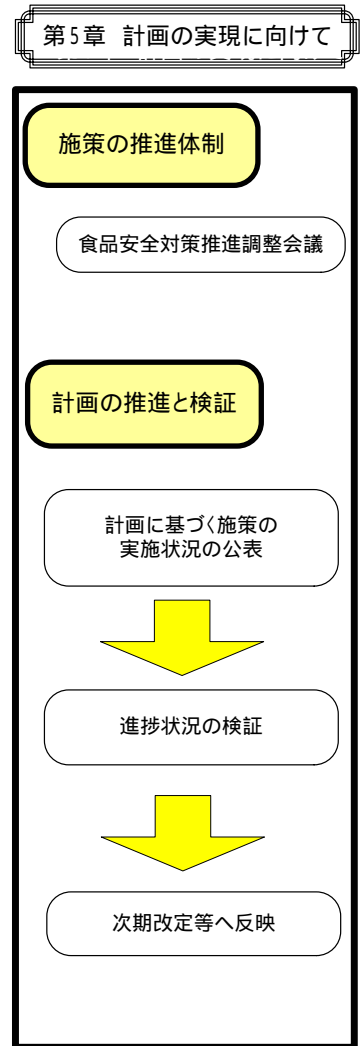 第5章 計画の実現に向けて
施策の推進体制
食品安全対策推進調整会議
計画の推進と検証
計画に基づく施策の
実施状況の公表
進捗状況の検証
次期改定等へ反映